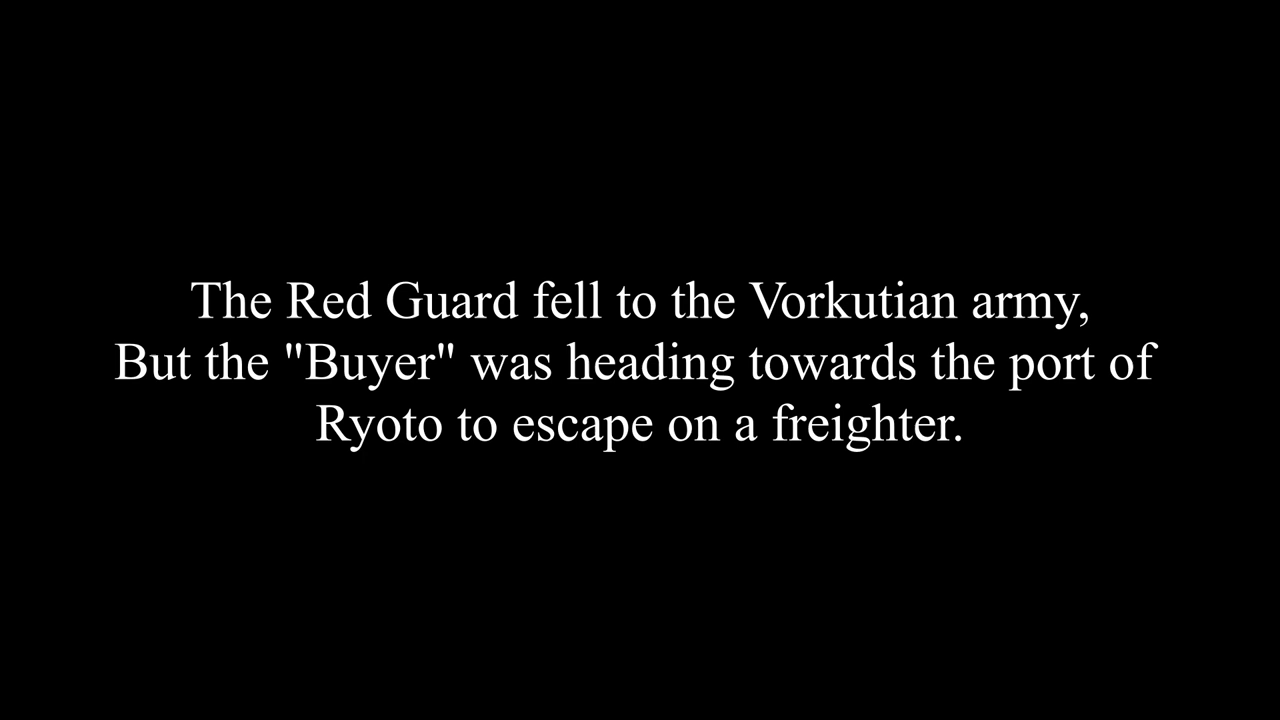 The Red Guard fell to the Vorkutian army,
But the "Buyer" was heading towards the port of
Ryoto to escape on a freighter.